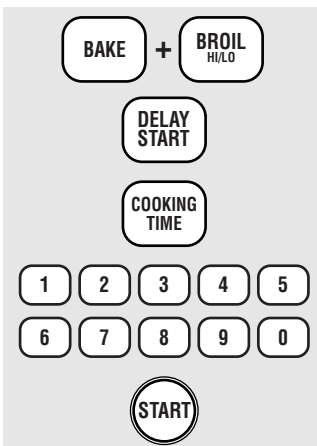 BAKE + BROIL
HI/LO
DELAY
START
COOKING
TIME
1 2 3 4 5
6 7 8 9 0
START